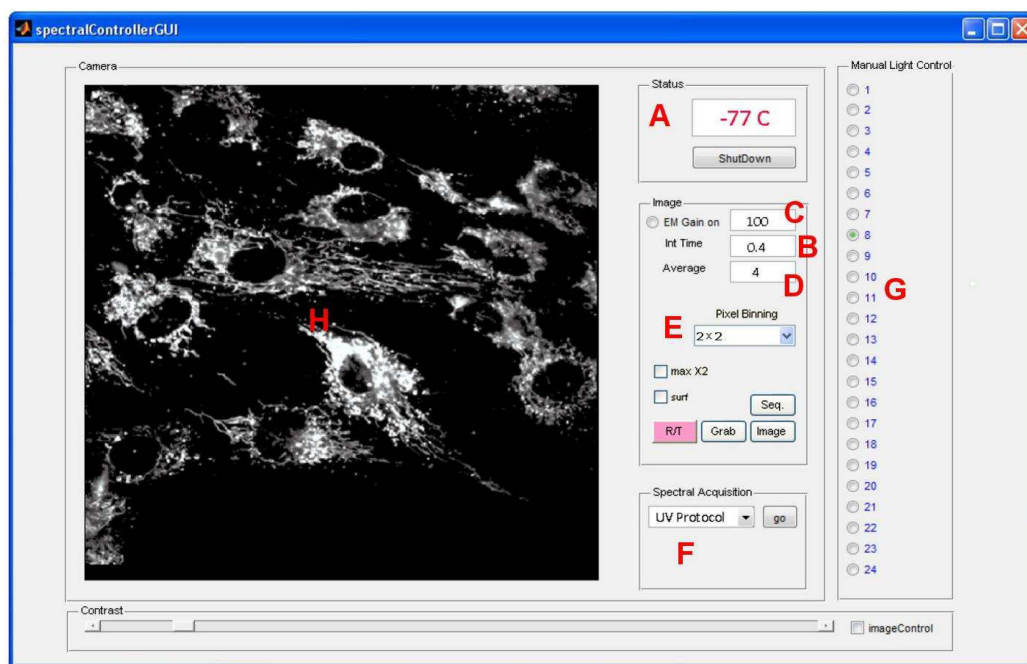 spectralControllerGUI
Camera
H
Status
A
-77 C
ShutDown
Image
EM Gain on
100
C
Int Time
0.4
B
Average
4
D
Pixel Binning
E
2×2
max X2
surf
Seq.
R/T
Grab
Image
Spectral Acquisition
UV Protocol
go
F
Manual Light Control
1
2
3
4
5
6
7
8
9
10
11
G
12
13
14
15
16
17
18
19
20
21
22
23
24
Contrast
imageControl